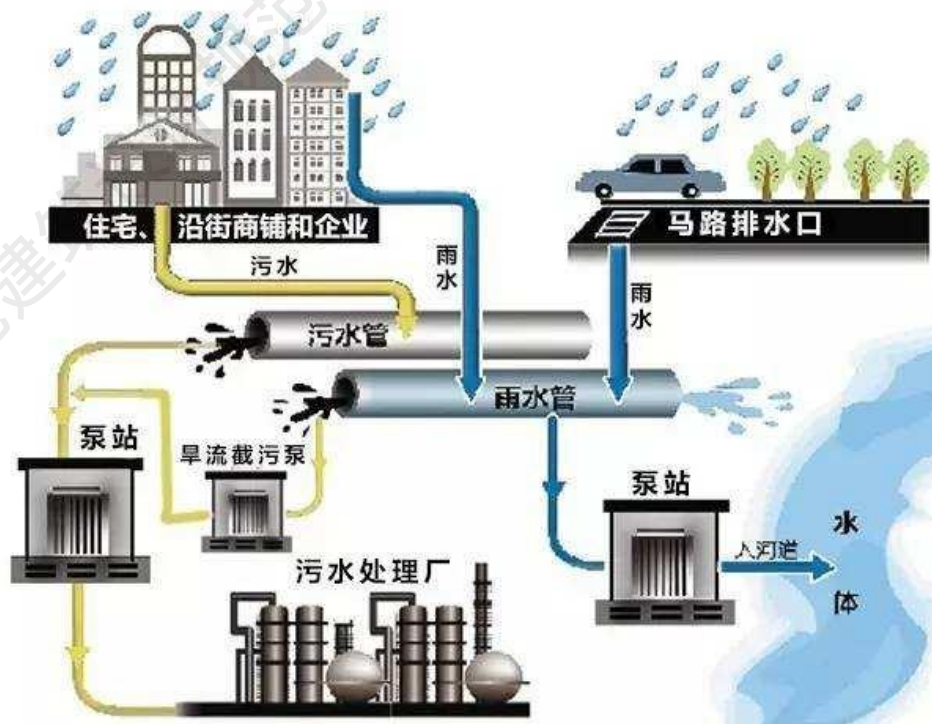 住宅、沿街商铺和企业
马路排水口
污水
雨水
雨水
污水管
雨水管
泵站
旱流截污泵
泵站
入河道
水体
污水处理厂